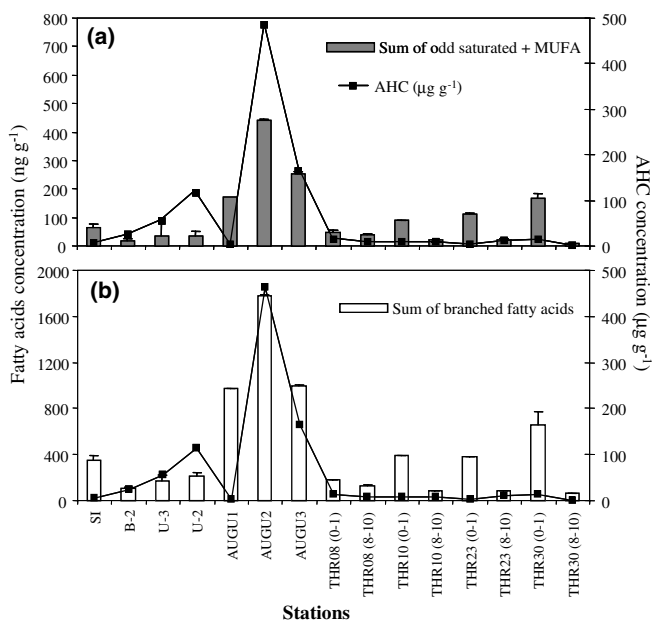 (a)
Sum of odd saturated + MUFA
AHC (µg g⁻¹)
800
700
600
500
400
300
200
100
0
500
400
300
200
100
0
(b)
Sum of branched fatty acids
2000
1600
1200
800
400
0
500
400
300
200
100
0
Fatty acids concentration (ng g⁻¹)
AHC concentration
(µg g⁻¹)
SI
B-2
U-3
U-2
AUGU1
AUGU2
AUGU3
THR08 (0-1)
THR08 (8-10)
THR10 (0-1)
THR10 (8-10)
THR23 (0-1)
THR23 (8-10)
THR30 (0-1)
THR30 (8-10)
Stations